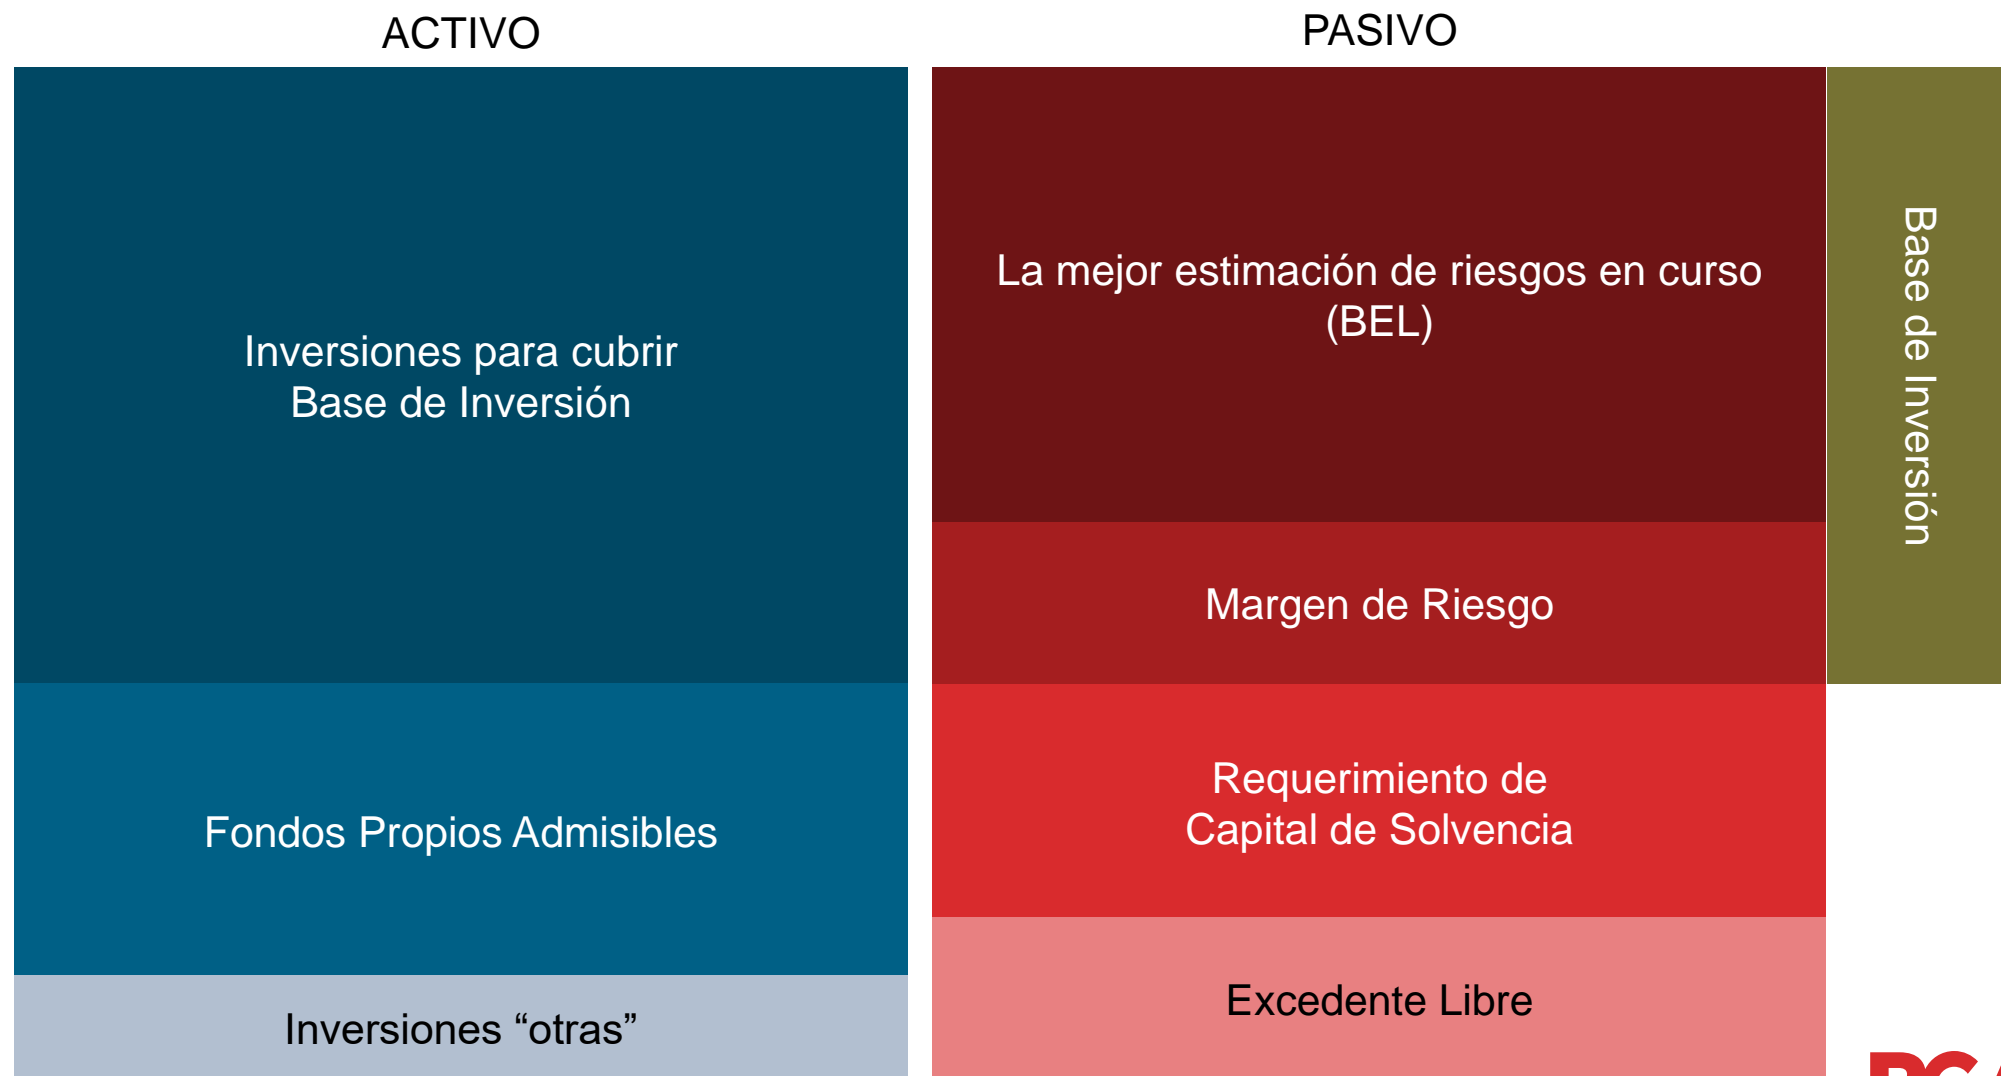 ACTIVO
PASIVO
Inversiones para cubrir
Base de Inversión
Fondos Propios Admisibles
Inversiones “otras”
La mejor estimación de riesgos en curso
(BEL)
Margen de Riesgo
Requerimiento de
Capital de Solvencia
Excedente Libre
Base de Inversión